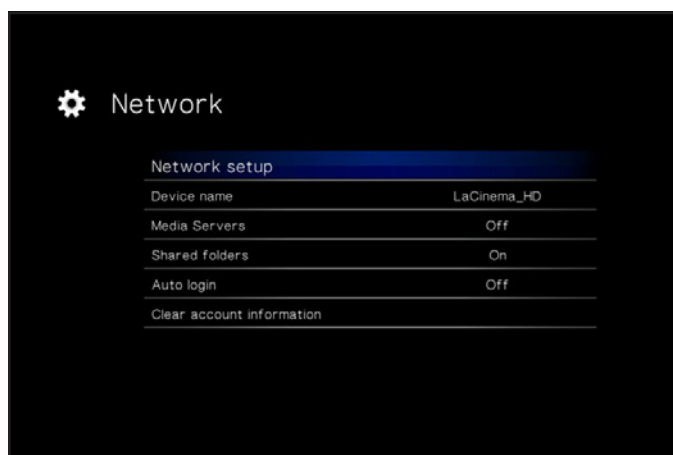 Network
Network setup
Device name LaCinema_HD
Media Servers Off
Shared folders On
Auto login Off
Clear account information